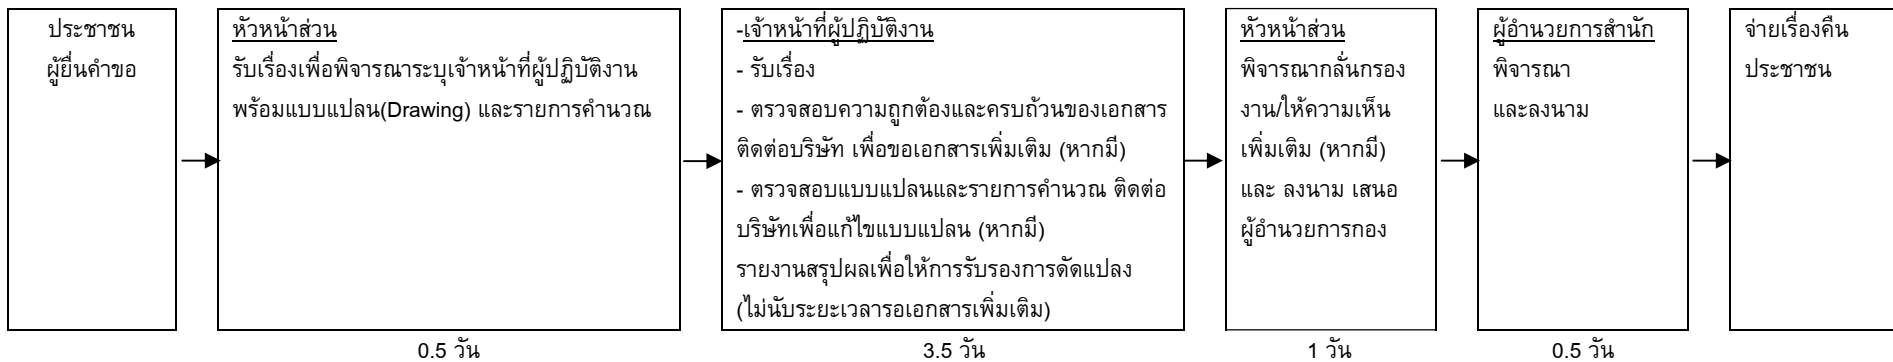 ประชาชน
ผู้ยื่นคำขอ
หัวหน้าส่วน
รับเรื่องเพื่อพิจารณาระบุเจ้าหน้าที่ผู้ปฏิบัติงาน
พร้อมแบบแปลน(Drawing) และรายการคำนวณ
0.5 วัน
-เจ้าหน้าที่ผู้ปฏิบัติงาน
- รับเรื่อง
- ตรวจสอบความถูกต้องและครบถ้วนของเอกสาร
ติดต่อบริษัท เพื่อขอเอกสารเพิ่มเติม (หากมี)
- ตรวจสอบแบบแปลนและรายการคำนวณ ติดต่อ
บริษัทเพื่อแก้ไขแบบแปลน (หากมี)
รายงานสรุปผลเพื่อให้การรับรองการดัดแปลง
(ไม่นับระยะเวลารอเอกสารเพิ่มเติม)
3.5 วัน
หัวหน้าส่วน
พิจารณากลั่นกรอง
งาน/ให้ความเห็น
เพิ่มเติม (หากมี)
และ ลงนาม เสนอ
ผู้อำนวยการกอง
1 วัน
ผู้อำนวยการสำนัก
พิจารณา
และลงนาม
0.5 วัน
จ่ายเรื่องคืน
ประชาชน